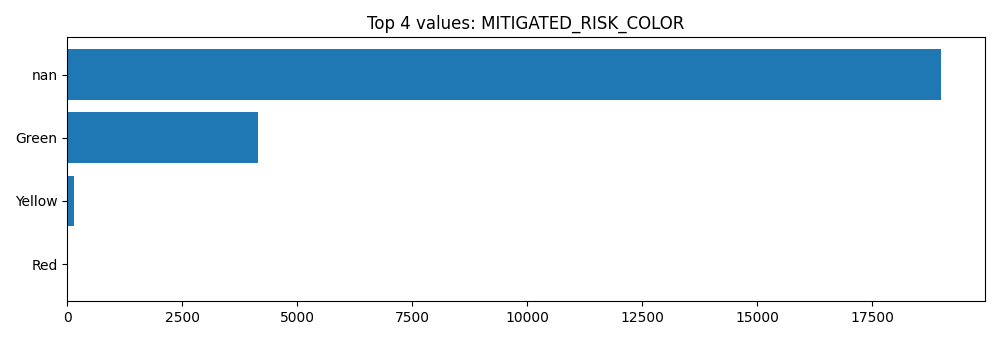 Top 4 values: MITIGATED_RISK_COLOR
nan
Green
Yellow
Red
0 2500 5000 7500 10000 12500 15000 17500